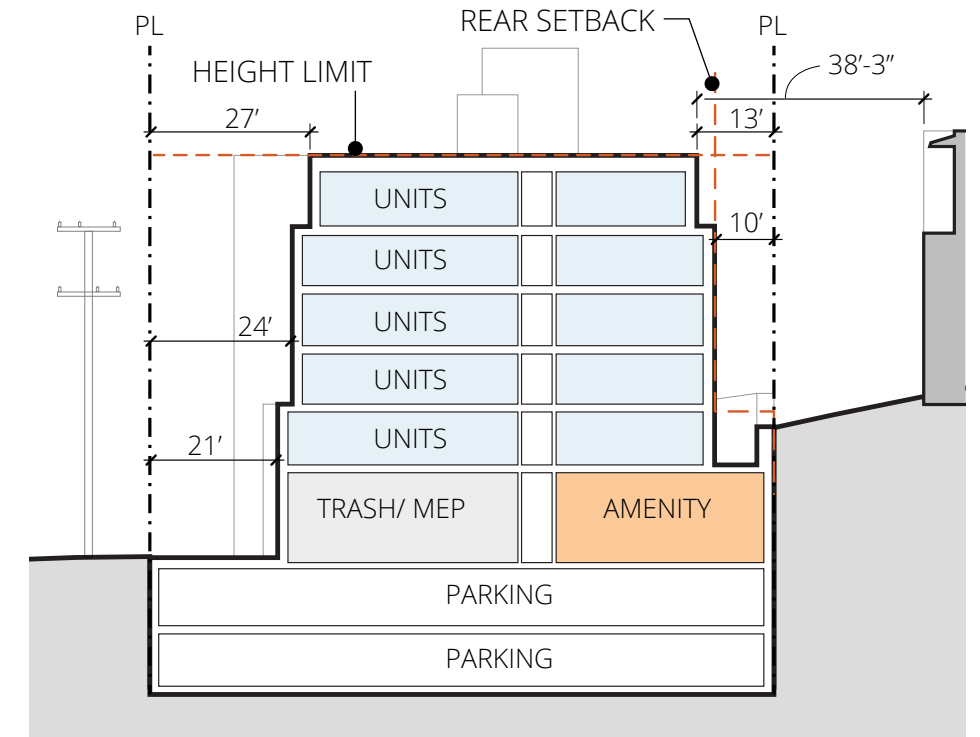 PL
REAR SETBACK
PL
HEIGHT LIMIT
38’-3”
27’
13’
UNITS
10’
UNITS
24’
UNITS
UNITS
21’
UNITS
TRASH/ MEP
AMENITY
PARKING
PARKING